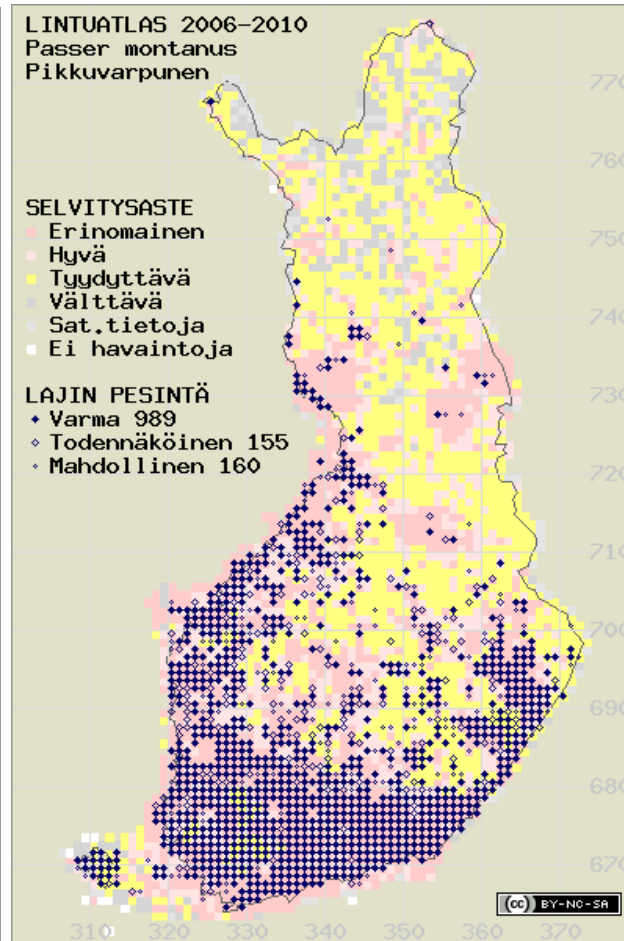 LINTUATLAS 2006-2010
Passer montanus
Pikkuvarpunen
SELVITYSASTE
Erinomainen
Hyvä
Tyydyttävä
Välttävä
Sat.tietoja
Ei havaintoja
LAJIN PESINTÄ
Varma 989
Todennäköinen 155
Mahdollinen 160
770
760
750
740
730
720
710
700
690
680
670
310 320 330 340 350 360 370
(cc) BY-NC-SA